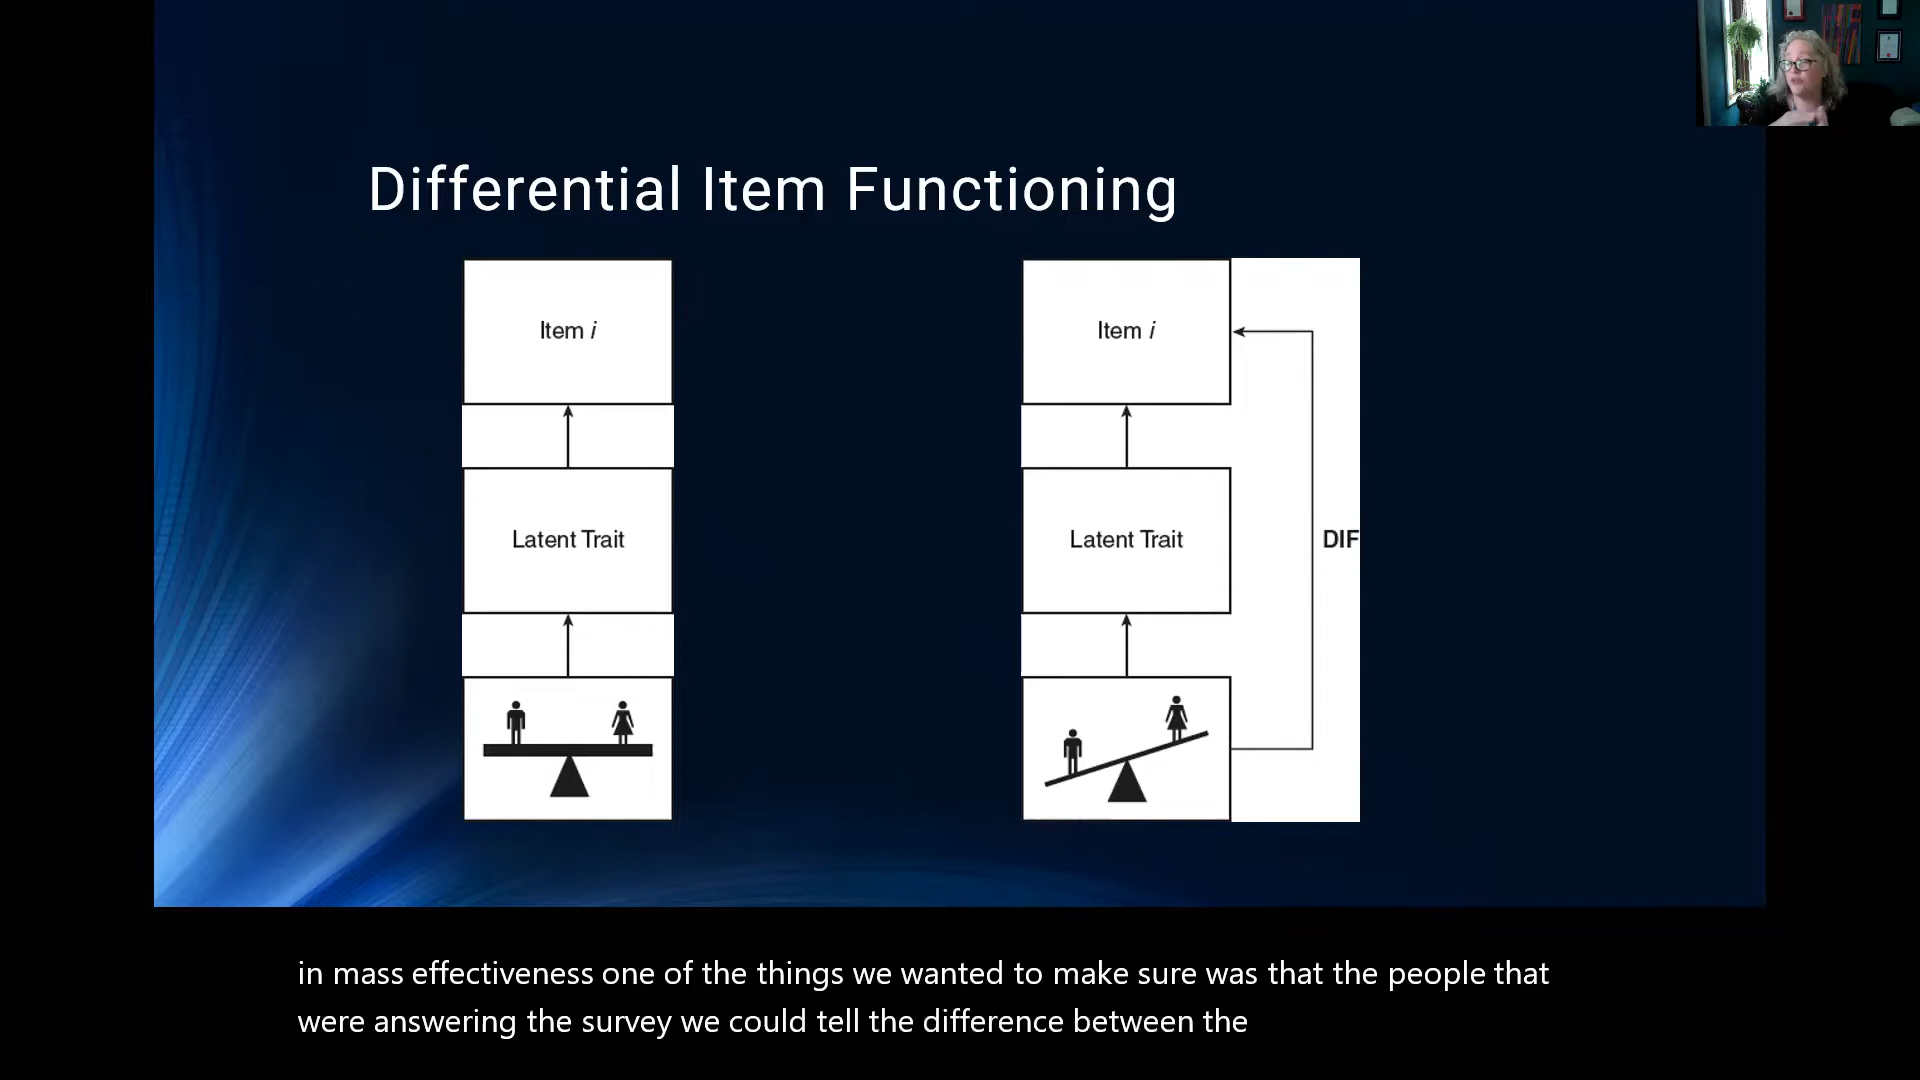 Differential Item Functioning
Item i
Latent Trait
Item i
Latent Trait
DIF
in mass effectiveness one of the things we wanted to make sure was that the people that
were answering the survey we could tell the difference between the